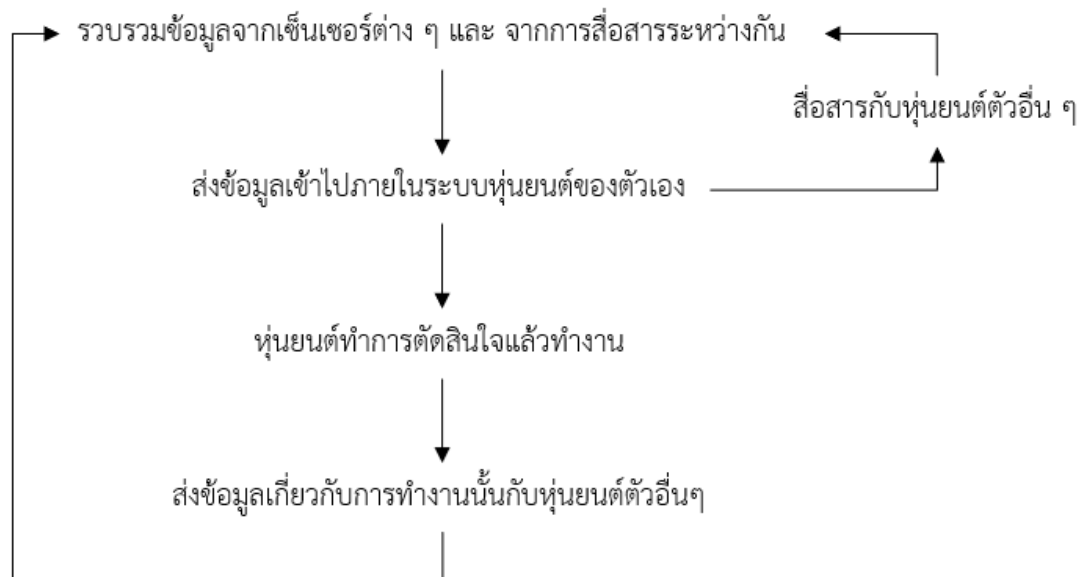 รวบรวมข้อมูลจากเซ็นเซอร์ต่าง ๆ และ จากการสื่อสารระหว่างกัน
สื่อสารกับหุ่นยนต์ตัวอื่น ๆ
ส่งข้อมูลเข้าไปภายในระบบหุ่นยนต์ของตัวเอง
หุ่นยนต์ทำการตัดสินใจแล้วทำงาน
ส่งข้อมูลเกี่ยวกับการทำงานนั้นกับหุ่นยนต์ตัวอื่นๆ